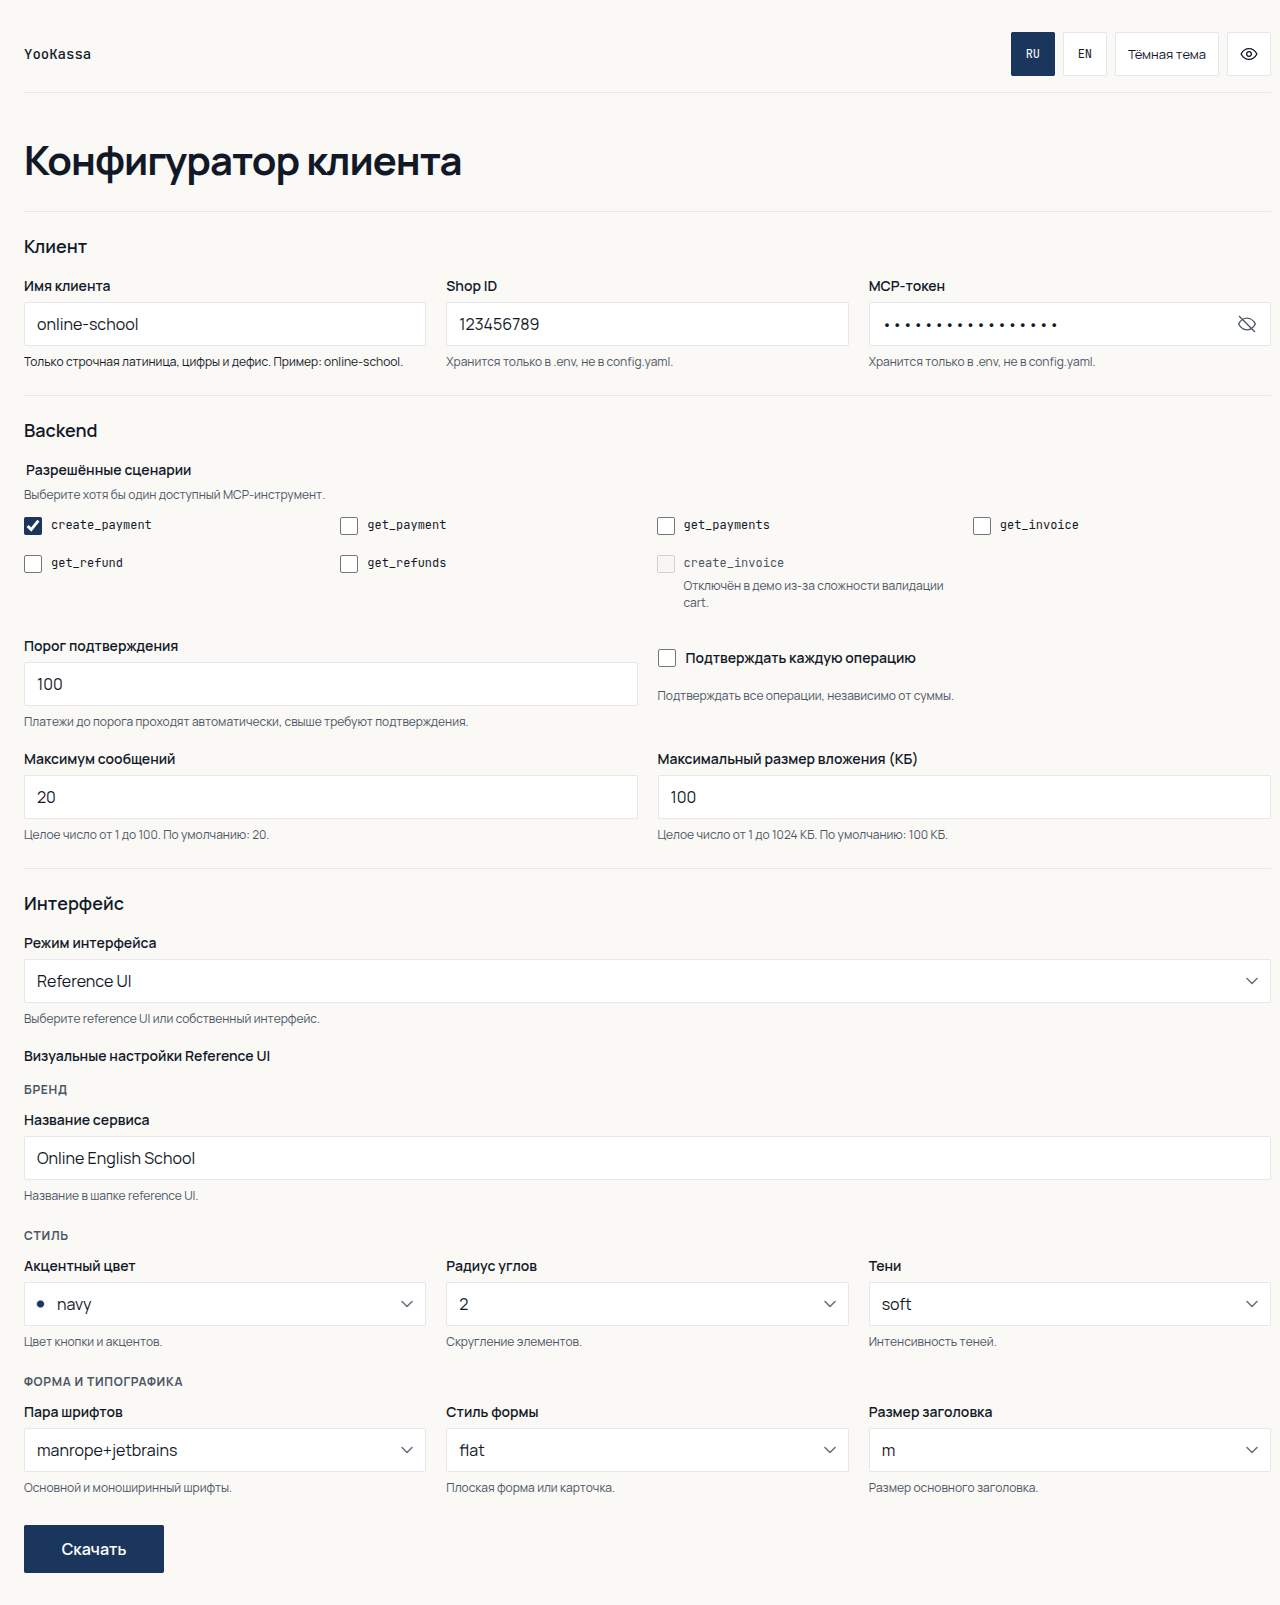 YooKassa
RU EN Тёмная тема
Конфигуратор клиента
Клиент
Имя клиента Shop ID MCP-токен
online-school 123456789 •••••••••••••••••
Только строчная латиница, цифры и дефис. Пример: online-school. Хранится только в .env, не в config.yaml. Хранится только в .env, не в config.yaml.
Backend
Разрешённые сценарии
Выберите хотя бы один доступный MCP-инструмент.
create_payment get_payment get_payments get_invoice
get_refund get_refunds create_invoice
Отключён в демо из-за сложности валидации
cart.
Порог подтверждения
Подтверждать каждую операцию
100
Подтверждать все операции, независимо от суммы.
Платежи до порога проходят автоматически, свыше требуют подтверждения.
Максимум сообщений Максимальный размер вложения (КБ)
20 100
Целое число от 1 до 100. По умолчанию: 20. Целое число от 1 до 1024 КБ. По умолчанию: 100 КБ.
Интерфейс
Режим интерфейса
Reference UI
Выберите reference UI или собственный интерфейс.
Визуальные настройки Reference UI
БРЕНД
Название сервиса
Online English School
Название в шапке reference UI.
СТИЛЬ
Акцентный цвет Радиус углов Тени
navy 2 soft
Цвет кнопки и акцентов. Скругление элементов. Интенсивность теней.
ФОРМА И ТИПОГРАФИКА
Пара шрифтов Стиль формы Размер заголовка
manrope+jetbrains flat m
Основной и моноширинный шрифты. Плоская форма или карточка. Размер основного заголовка.
Скачать